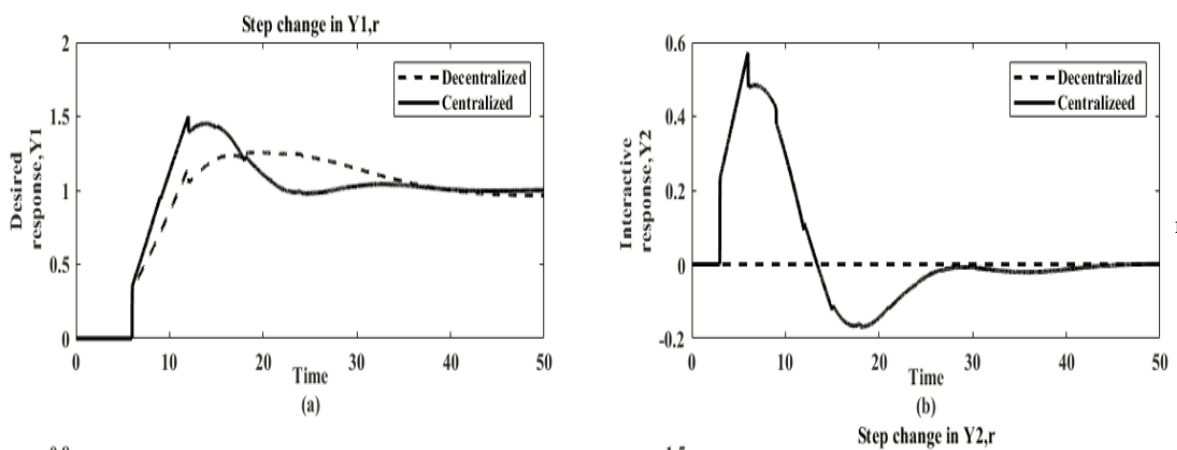 Step change in Y1,r
2
1.5
1
0.5
0
Desired
response,Y1
Decentralized
Centralized
0
10
20
30
40
50
Time
(a)
0.6
0.4
0.2
0
-0.2
Interactive
response,Y2
Decentralized
Centralizeed
0
10
20
30
40
50
Time
(b)
Step change in Y2,r